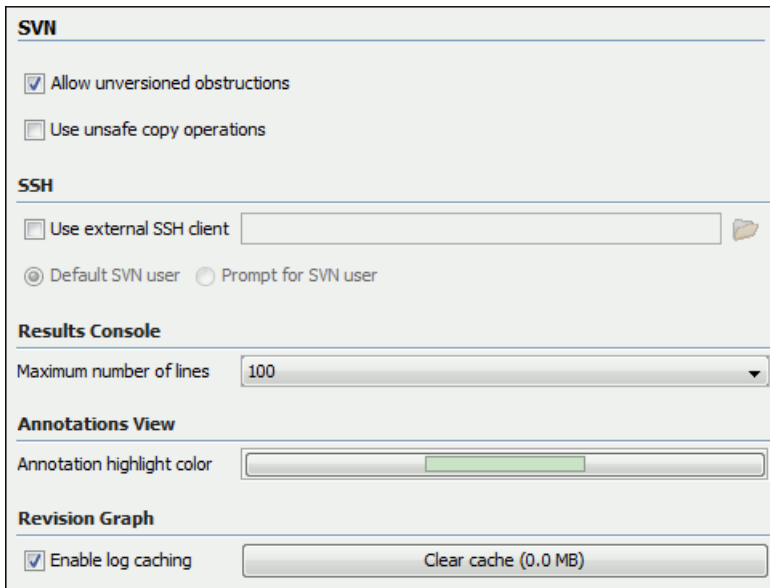 SVN
Allow unversioned obstructions
Use unsafe copy operations
SSH
Use external SSH client
Default SVN user Prompt for SVN user
Results Console
Maximum number of lines 100
Annotations View
Annotation highlight color
Revision Graph
Enable log caching Clear cache (0.0 MB)